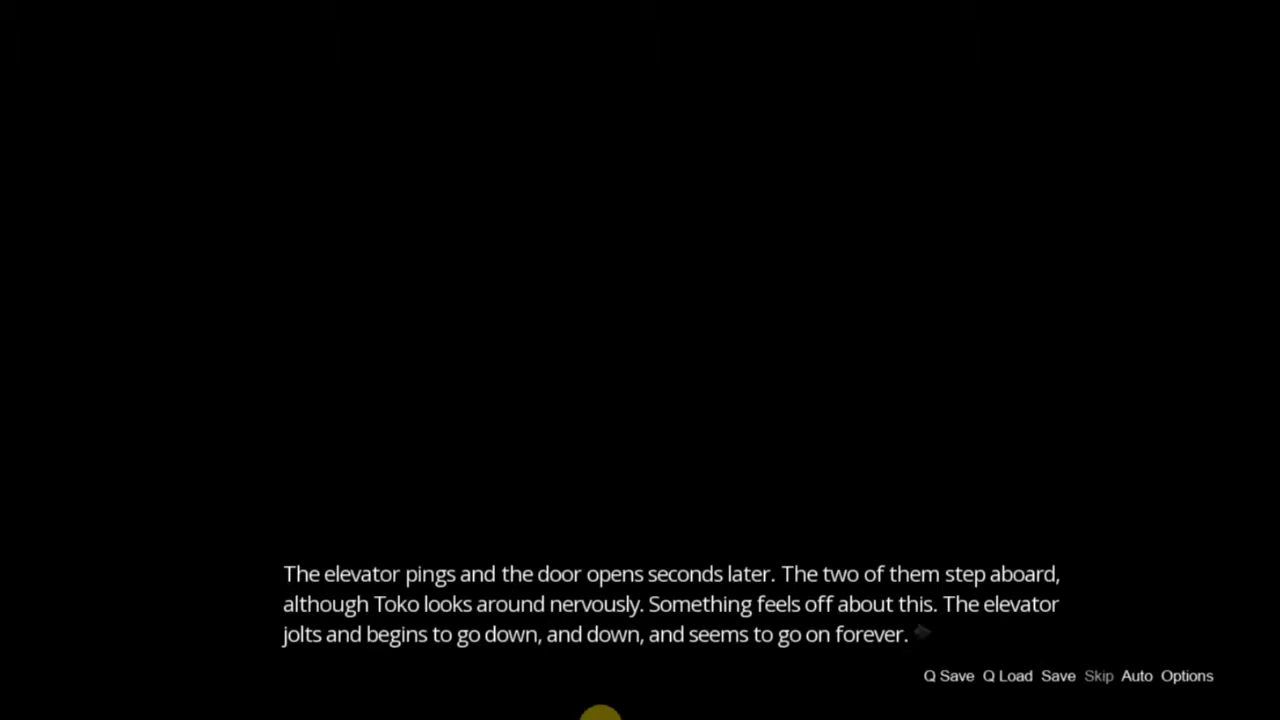 The elevator pings and the door opens seconds later. The two of them step aboard,
although Toko looks around nervously. Something feels off about this. The elevator
jolts and begins to go down, and down, and seems to go on forever.
Q Save Q Load Save Skip Auto Options